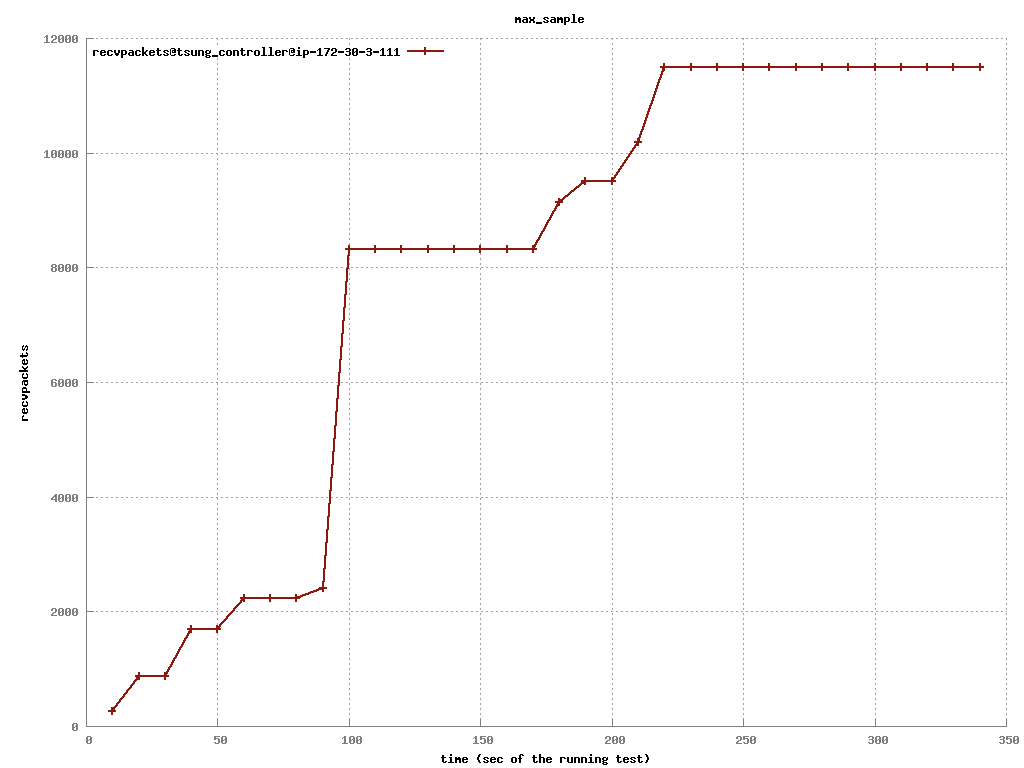 max_sample
12000
recvpackets@tsung_controller@ip-172-30-3-111
10000
8000
6000
recvpackets
4000
2000
0
0 50 100 150 200 250 300 350
time (sec of the running test)